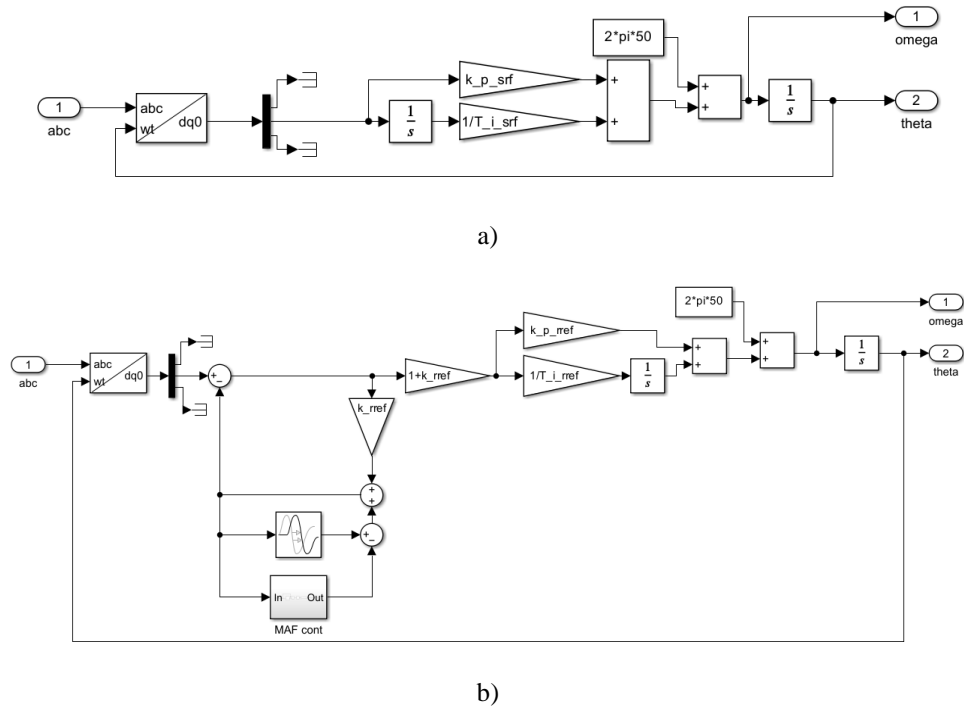 1
abc
abc
wt
dq0
k_p_srf
1
s
1/T_i_srf
+
+
2*pi*50
+
+
1
s
1
omega
2
theta
a)
1
abc
abc
wt
dq0
+
−
k_rref
+
+
+
−
In
Out
MAF cont
1+k_rref
k_p_rref
1/T_i_rref
1
s
+
+
2*pi*50
+
+
1
s
1
omega
2
theta
b)